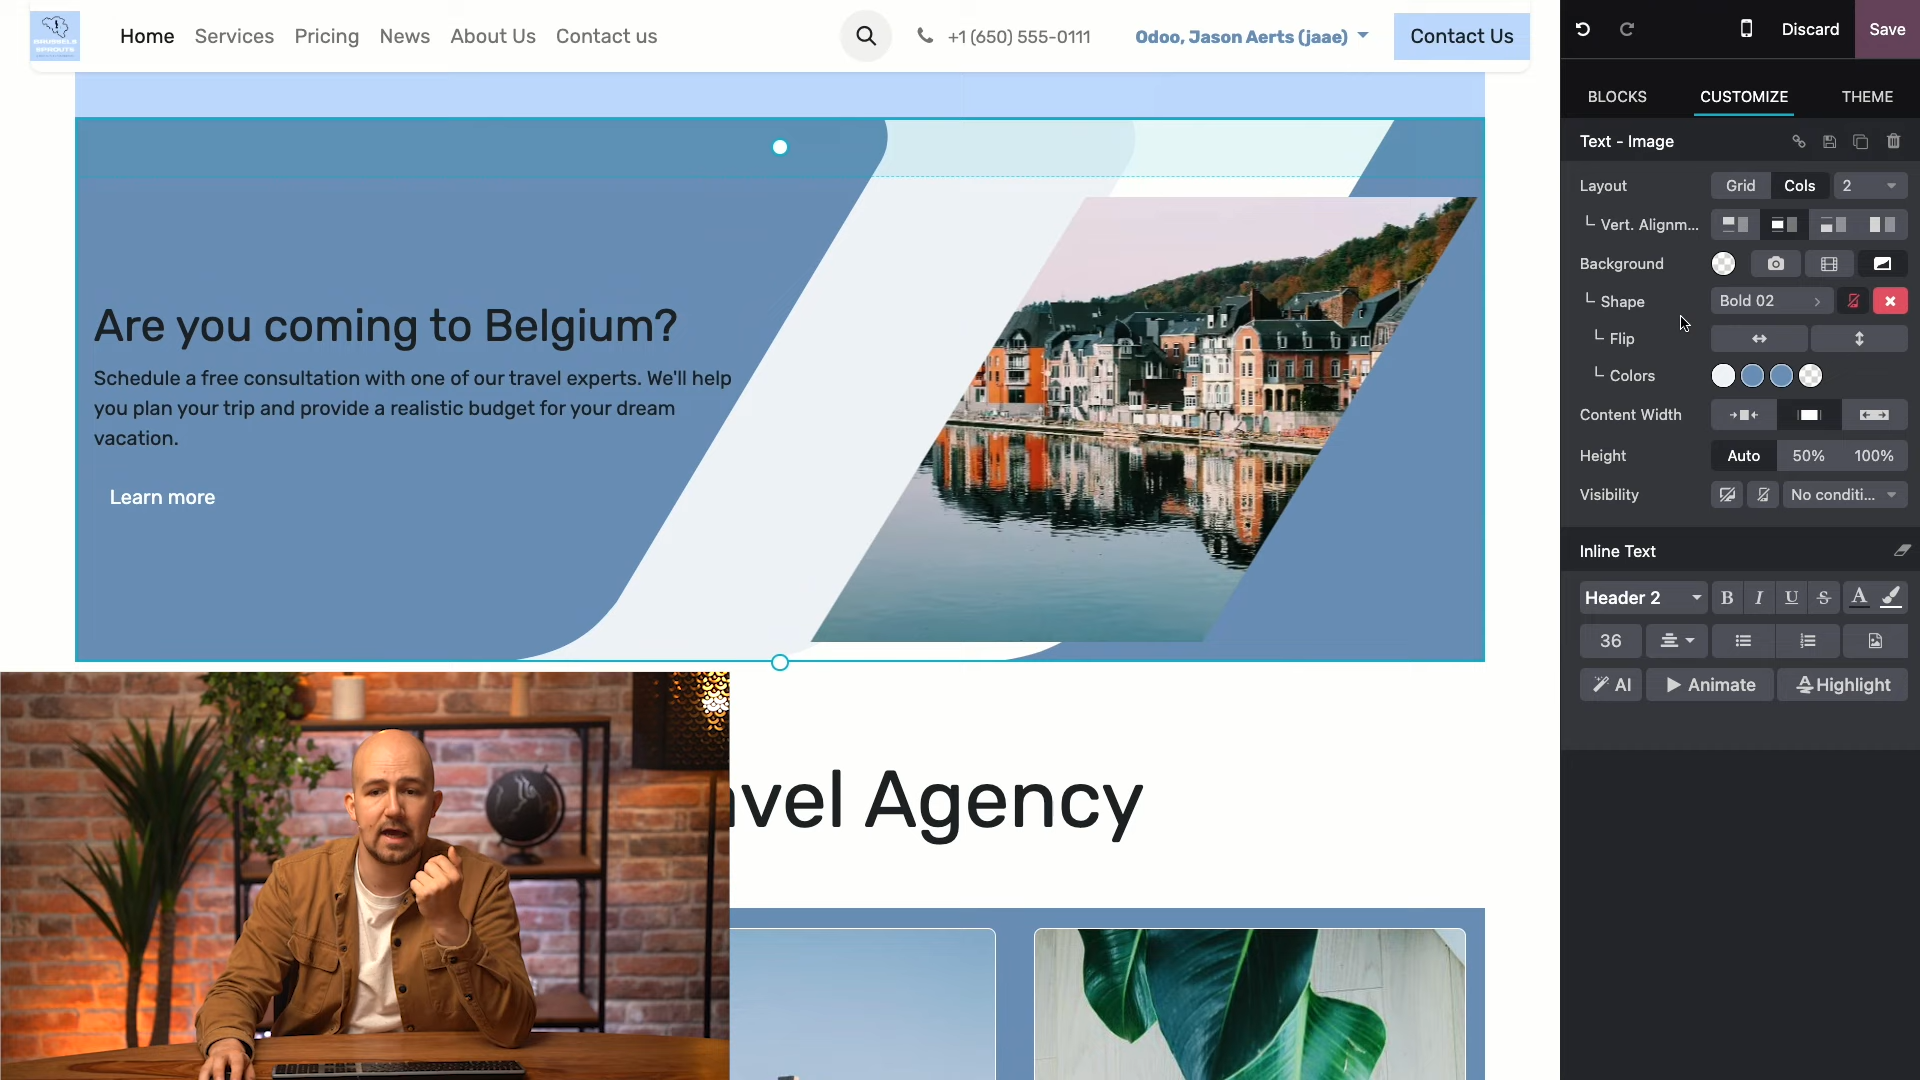 BRUSSELS
SPROUTS
Home Services Pricing News About Us Contact us
+1 (650) 555-0111
Odoo, Jason Aerts (jaae)
Contact Us
Discard
Save
BLOCKS CUSTOMIZE THEME
Text - Image
Layout Grid Cols 2
Vert. Alignm...
Background
Shape Bold 02
Flip
Colors
Content Width
Height Auto 50% 100%
Visibility No conditi...
Inline Text
Header 2 B I U S A
36
AI Animate Highlight
Are you coming to Belgium?
Schedule a free consultation with one of our travel experts. We'll help
you plan your trip and provide a realistic budget for your dream
vacation.
Learn more
vel Agency